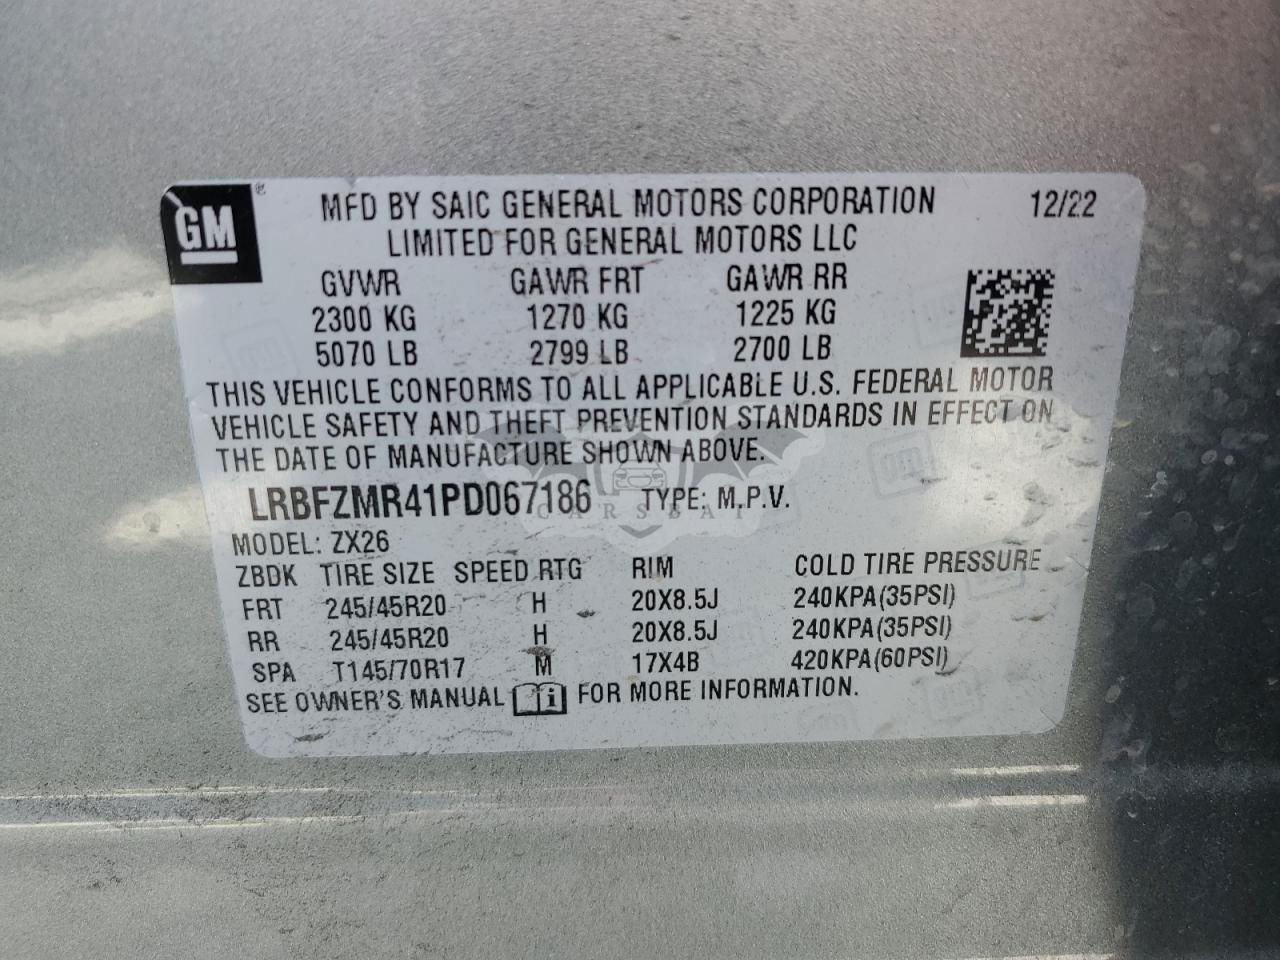 GM ®
MFD BY SAIC GENERAL MOTORS CORPORATION 12/22
LIMITED FOR GENERAL MOTORS LLC
GVWR GAWR FRT GAWR RR
2300 KG 1270 KG 1225 KG
5070 LB 2799 LB 2700 LB
THIS VEHICLE CONFORMS TO ALL APPLICABLE U.S. FEDERAL MOTOR
VEHICLE SAFETY AND THEFT PREVENTION STANDARDS IN EFFECT ON
THE DATE OF MANUFACTURE SHOWN ABOVE.
LRBFZMR41PD067186 TYPE: M.P.V.
CARSBAT
MODEL: ZX26
ZBDK TIRE SIZE SPEED RTG RIM COLD TIRE PRESSURE
FRT 245/45R20 H 20X8.5J 240KPA(35PSI)
RR 245/45R20 H 20X8.5J 240KPA(35PSI)
SPA T145/70R17 M 17X4B 420KPA(60PSI)
SEE OWNER'S MANUAL i FOR MORE INFORMATION.